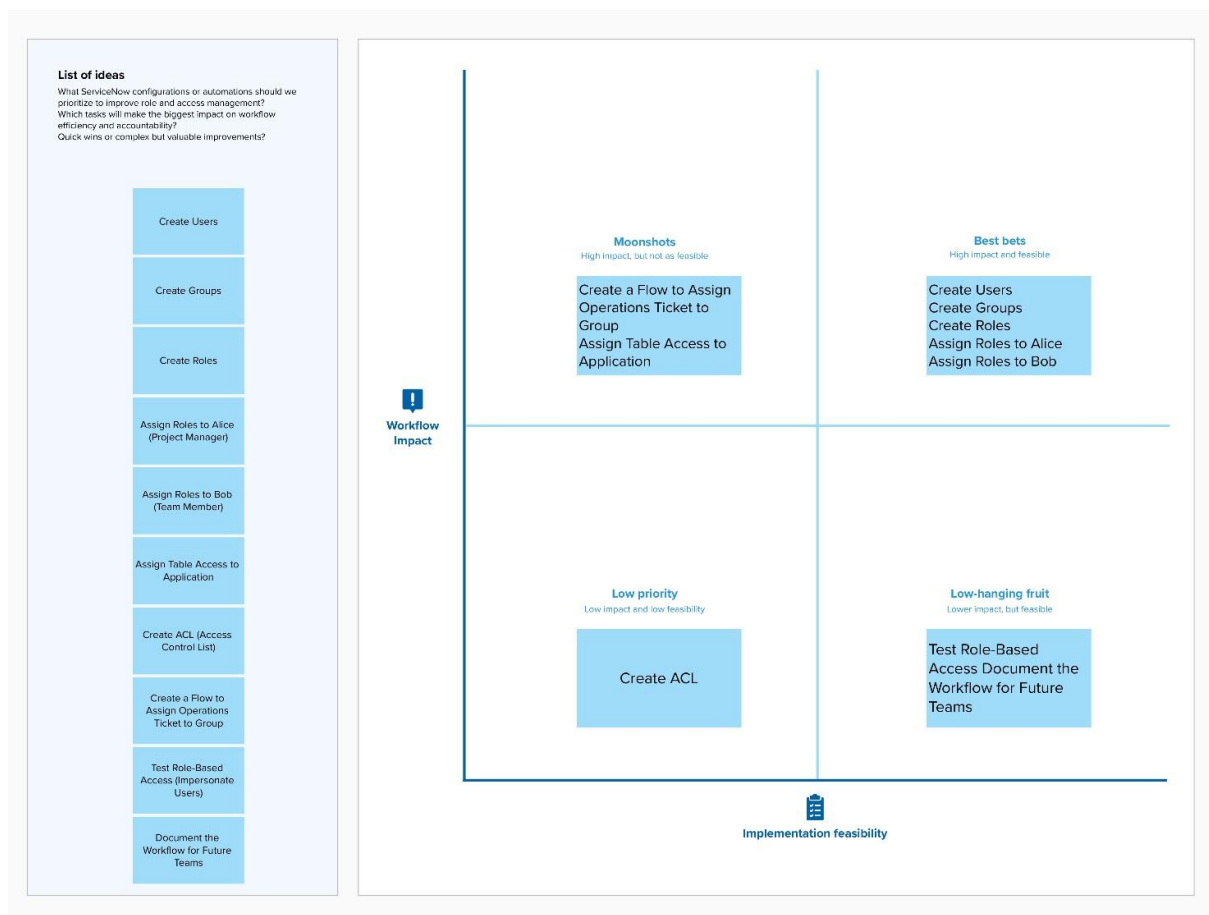 List of ideas
What ServiceNow configurations or automations should we
prioritize to improve role and access management?
Which tasks will make the biggest impact on workflow
efficiency and accountability?
Quick wins or complex but valuable improvements?
Create Users
Create Groups
Create Roles
Assign Roles to Alice
(Project Manager)
Assign Roles to Bob
(Team Member)
Assign Table Access to
Application
Create ACL (Access
Control List)
Create a Flow to
Assign Operations
Ticket to Group
Test Role-Based
Access (Impersonate
Users)
Document the
Workflow for Future
Teams
Moonshots
High impact, but not as feasible
Create a Flow to Assign
Operations Ticket to
Group
Assign Table Access to
Application
Best bets
High impact and feasible
Create Users
Create Groups
Create Roles
Assign Roles to Alice
Assign Roles to Bob
Workflow
Impact
Low priority
Low impact and low feasibility
Create ACL
Low-hanging fruit
Lower impact, but feasible
Test Role-Based
Access Document the
Workflow for Future
Teams
Implementation feasibility